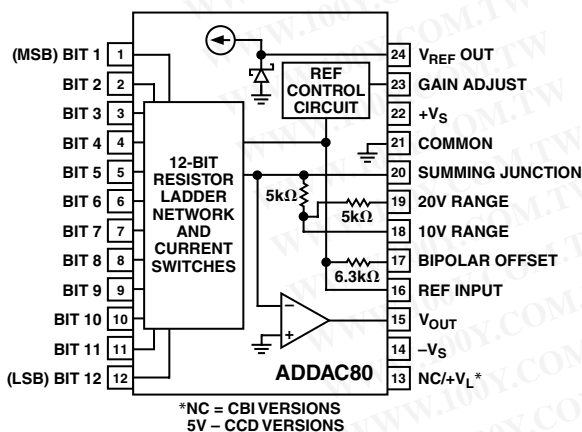 (MSB) BIT 1 1
BIT 2 2
BIT 3 3
BIT 4 4
BIT 5 5
BIT 6 6
BIT 7 7
BIT 8 8
BIT 9 9
BIT 10 10
BIT 11 11
(LSB) BIT 12 12
12-BIT
RESISTOR
LADDER
NETWORK
AND
CURRENT
SWITCHES
REF
CONTROL
CIRCUIT
5kΩ
5kΩ
6.3kΩ
–
+
ADDAC80
24 VREF OUT
23 GAIN ADJUST
22 +VS
21 COMMON
20 SUMMING JUNCTION
19 20V RANGE
18 10V RANGE
17 BIPOLAR OFFSET
16 REF INPUT
15 VOUT
14 –VS
13 NC/+VL*
*NC = CBI VERSIONS
5V – CCD VERSIONS
WWW.100Y.COM.TW